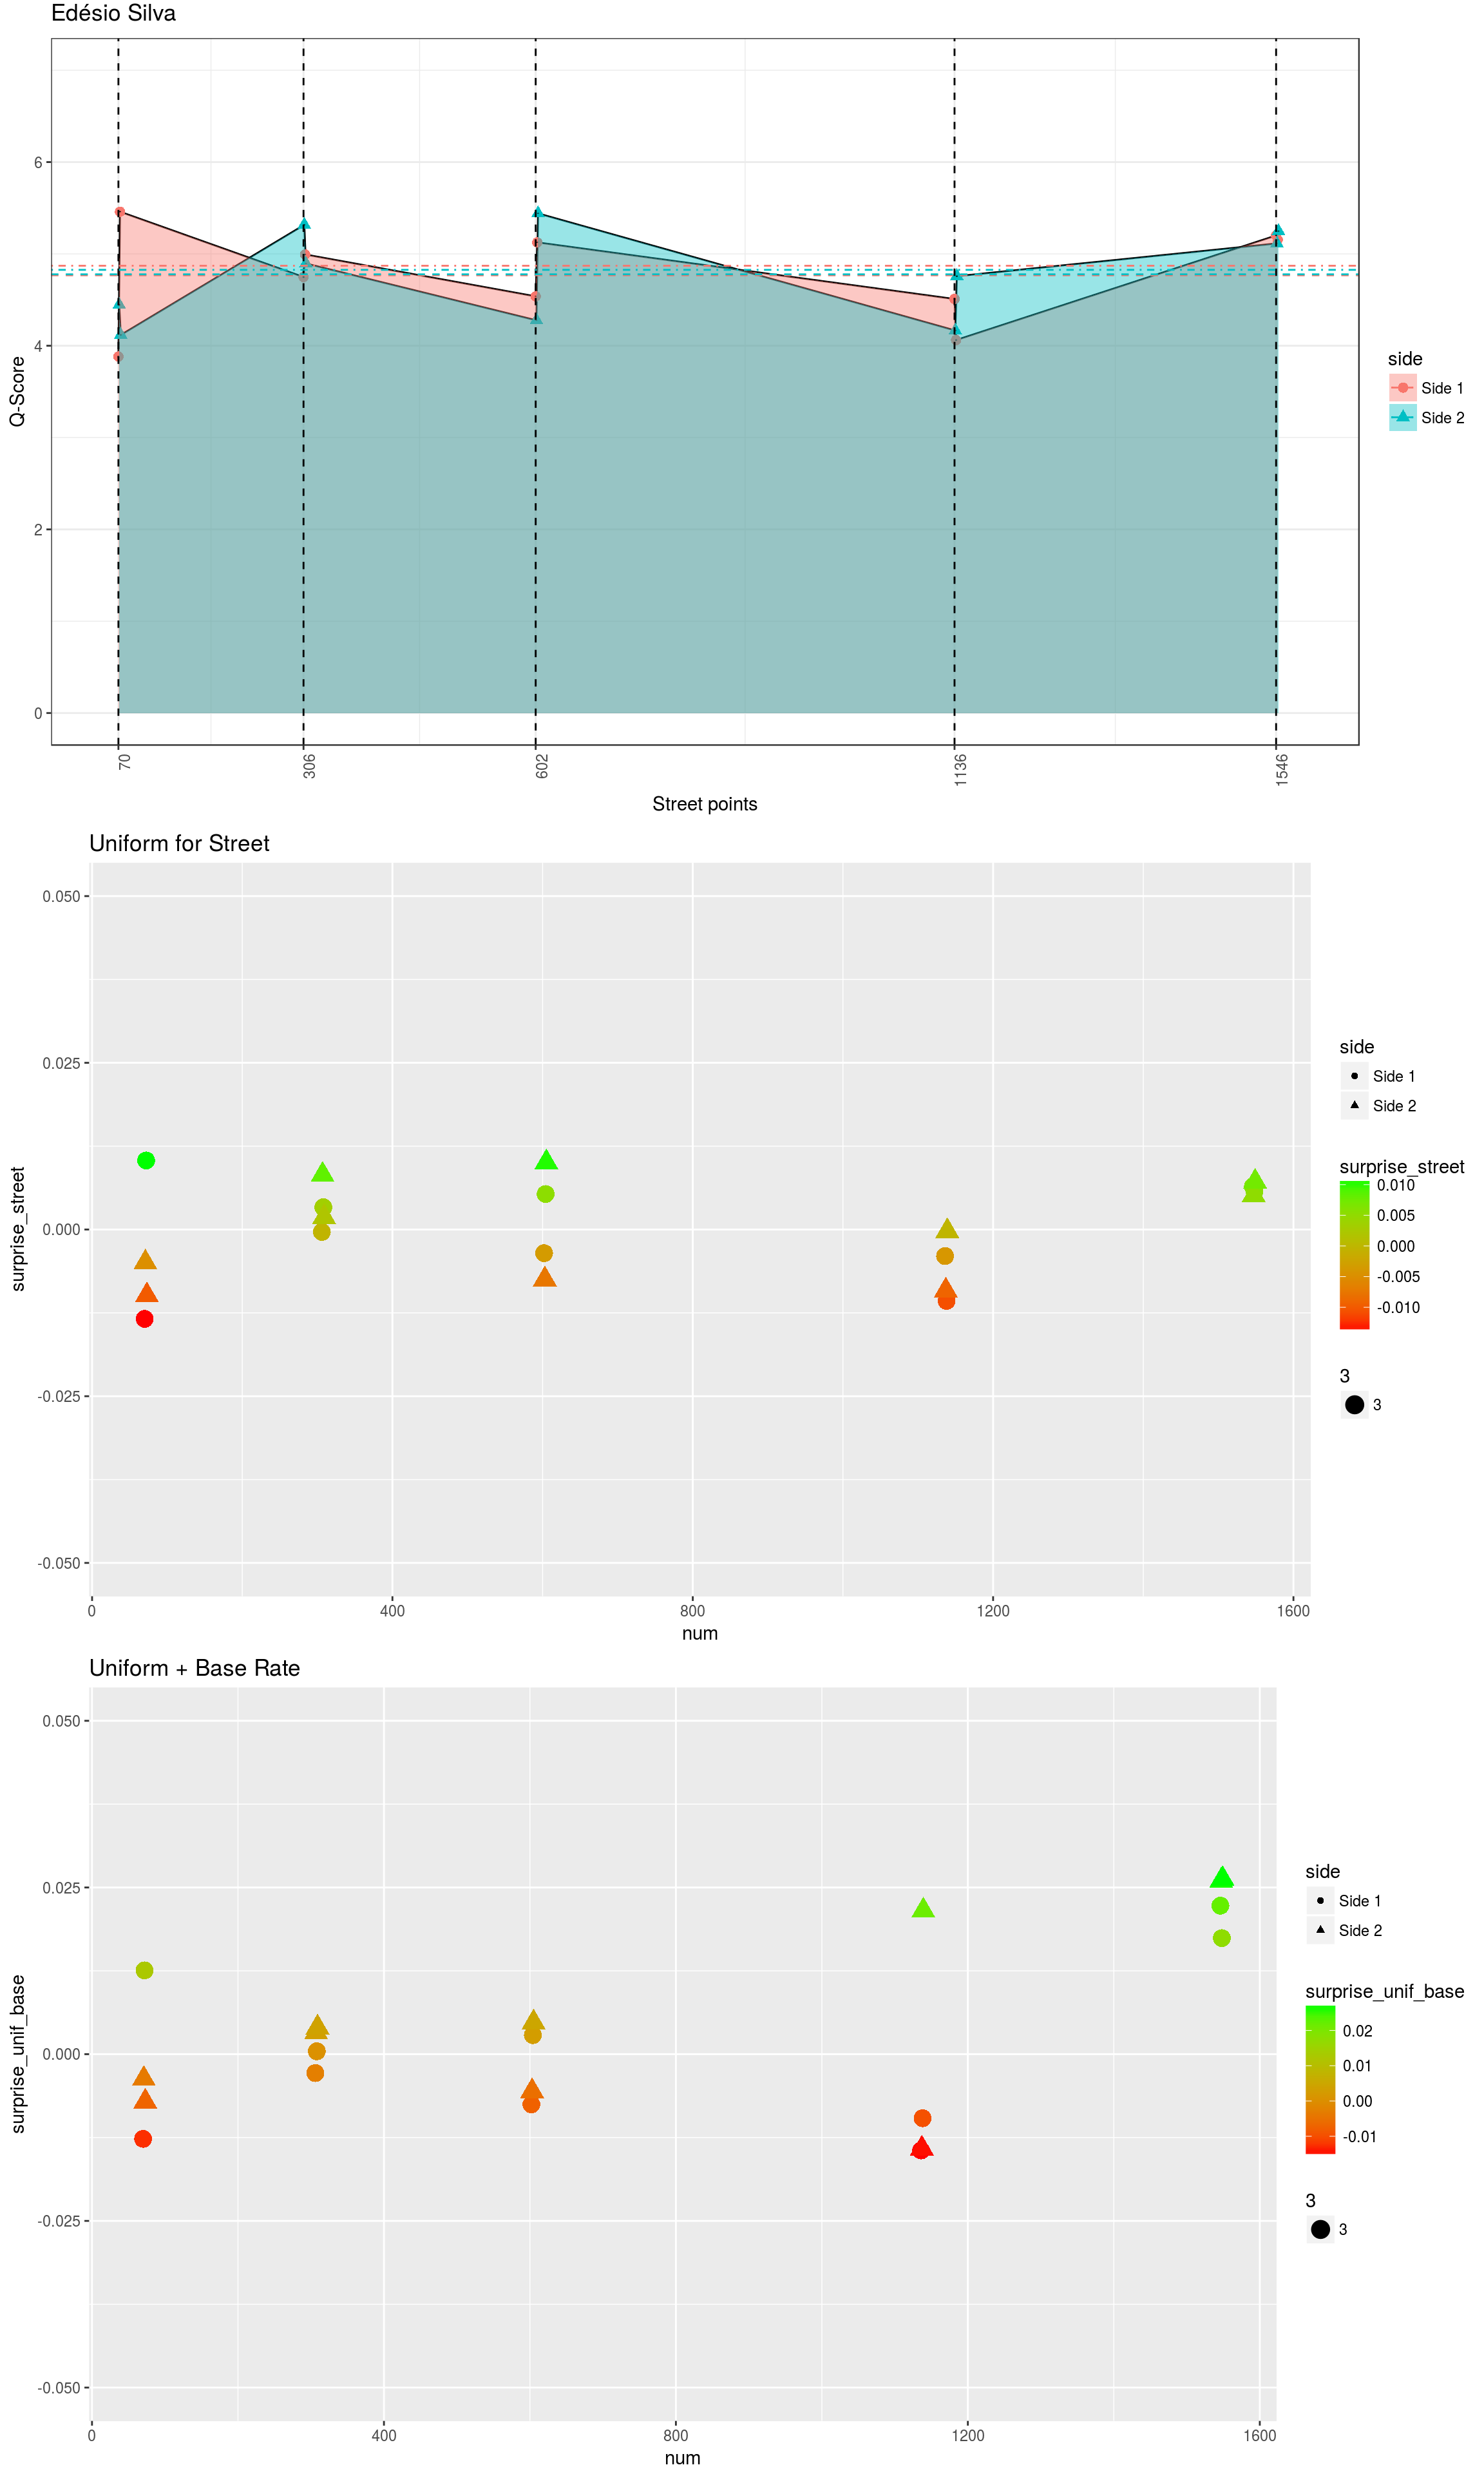 Edésio Silva
6
4
2
0
Q-Score
70
306
602
1136
1546
Street points
side
Side 1
Side 2
Uniform for Street
0.050
0.025
0.000
-0.025
-0.050
surprise_street
0
400
800
1200
1600
num
side
Side 1
Side 2
surprise_street
0.010
0.005
0.000
-0.005
-0.010
3
3
Uniform + Base Rate
0.050
0.025
0.000
-0.025
-0.050
surprise_unif_base
0
400
800
1200
1600
num
side
Side 1
Side 2
surprise_unif_base
0.02
0.01
0.00
-0.01
3
3